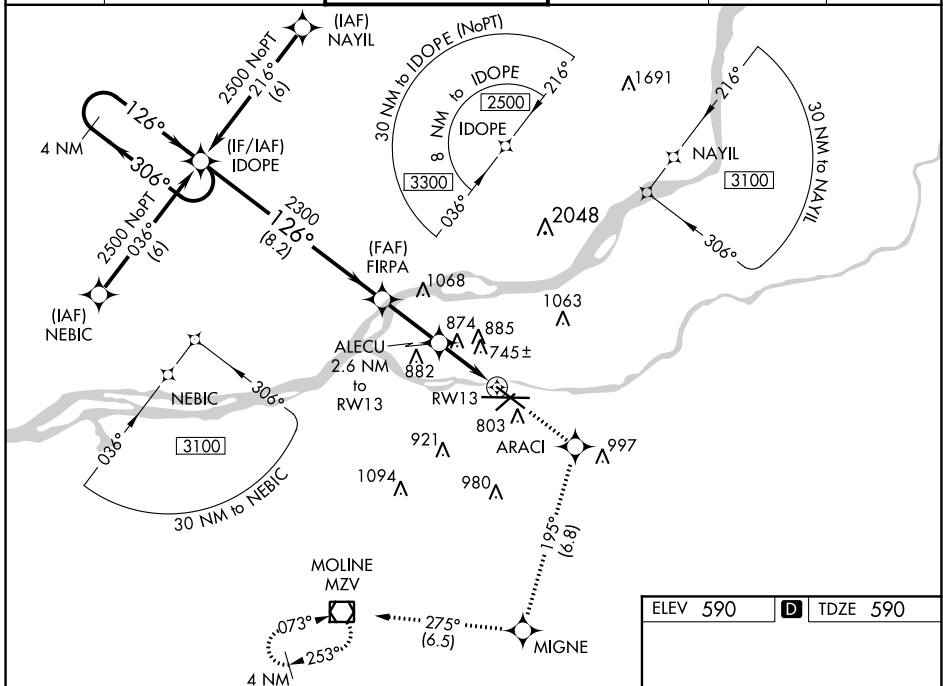 (IAF)
NAYIL
2500 NoPT
216°
(6)
126°
4 NM
306°
(IF/IAF)
IDOPE
2500 NoPT
036°
(6)
(IAF)
NEBIC
2300
126°
(8.2)
(FAF)
FIRPA
30 NM to IDOPE (NoPT)
8 NM to IDOPE
2500
216°
IDOPE
3300
036°
1691
216°
NAYIL
3100
30 NM to NAYIL
306°
2048
1068
1063
ALECU
2.6 NM
to
RW13
874
885
745±
882
RW13
803
ARACI
997
921
1094
980
NEBIC
306°
036°
3100
30 NM to NEBIC
195°
(6.8)
MOLINE
MZV
073°
253°
4 NM
275°
(6.5)
MIGNE
ELEV 590 D TDZE 590